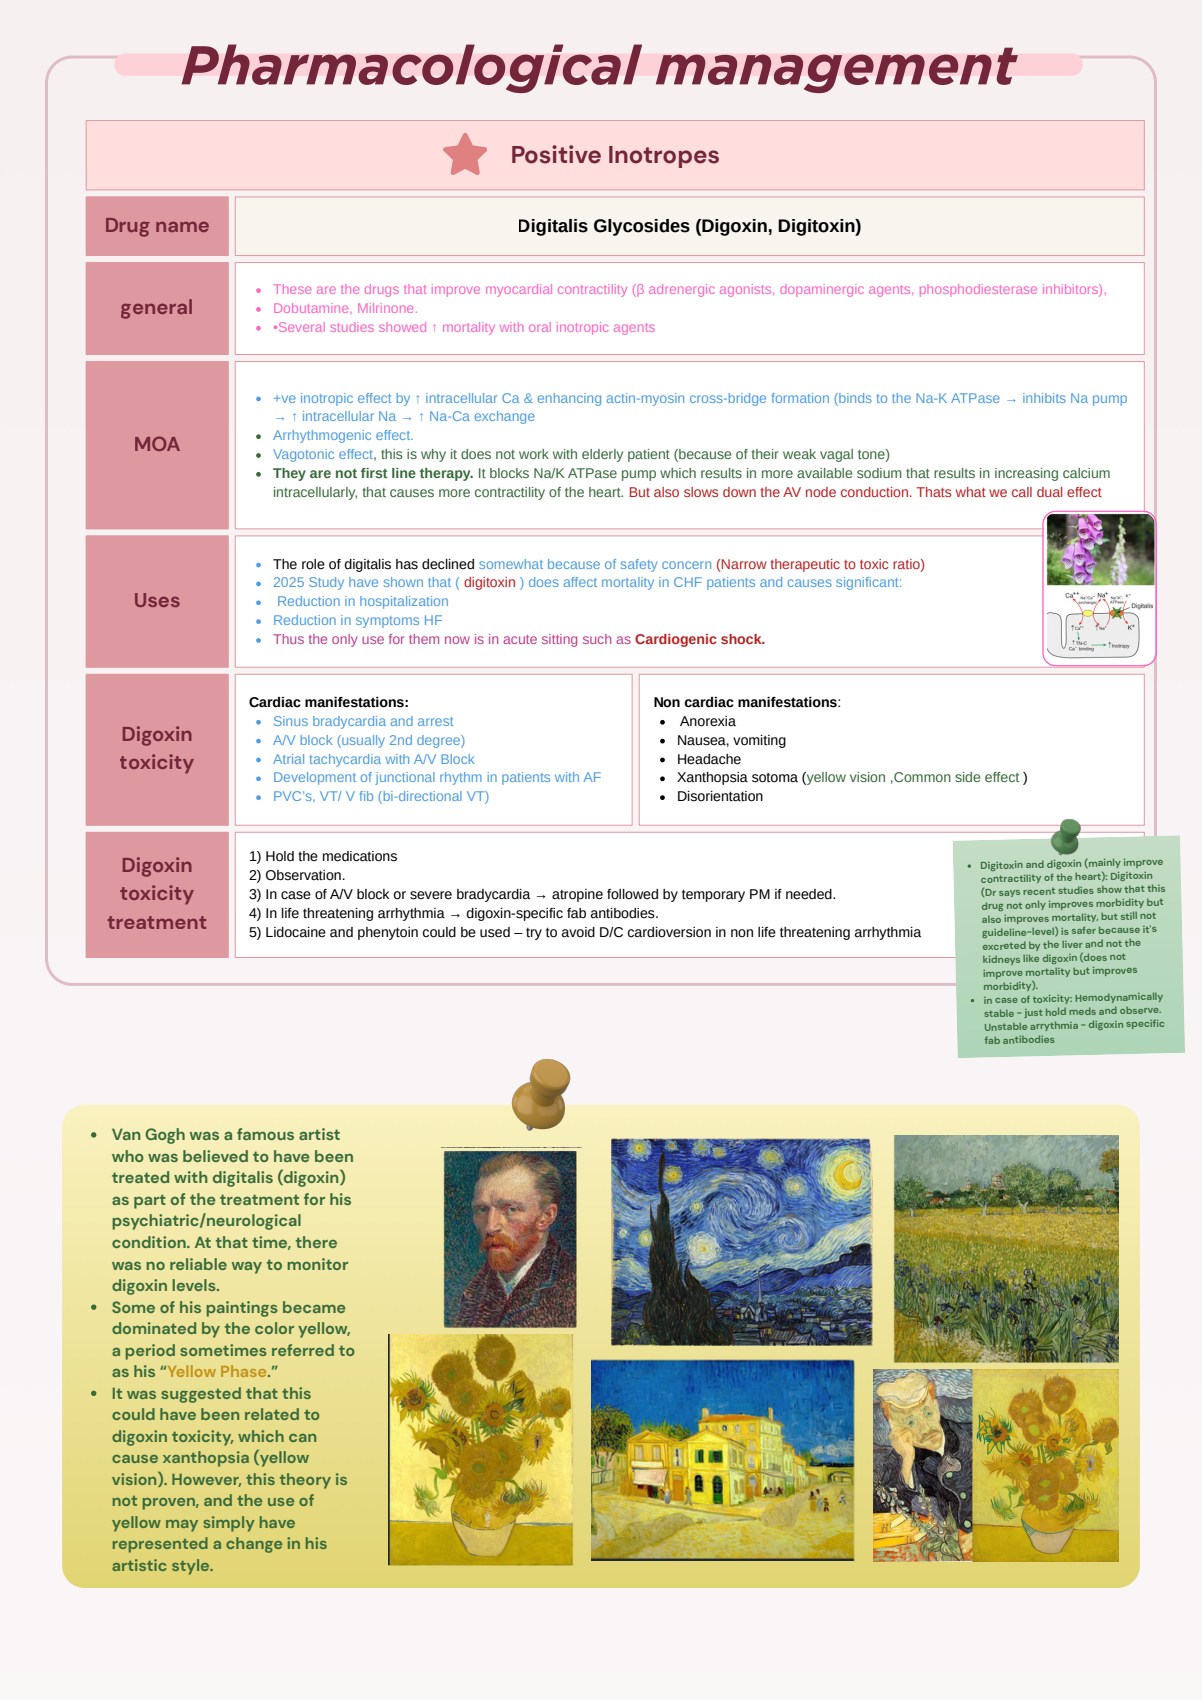 Pharmacological management
Positive Inotropes
Drug name
Digitalis Glycosides (Digoxin, Digitoxin)
general
• These are the drugs that improve myocardial contractility (β adrenergic agonists, dopaminergic agents, phosphodiesterase inhibitors),
• Dobutamine, Milrinone.
• •Several studies showed ↑ mortality with oral inotropic agents
MOA
• +ve inotropic effect by ↑ intracellular Ca & enhancing actin-myosin cross-bridge formation (binds to the Na-K ATPase → inhibits Na pump
→ ↑ intracellular Na → ↑ Na-Ca exchange
• Arrhythmogenic effect.
• Vagotonic effect, this is why it does not work with elderly patient (because of their weak vagal tone)
• They are not first line therapy. It blocks Na/K ATPase pump which results in more available sodium that results in increasing calcium
intracellularly, that causes more contractility of the heart. But also slows down the AV node conduction. Thats what we call dual effect
Uses
• The role of digitalis has declined somewhat because of safety concern (Narrow therapeutic to toxic ratio)
• 2025 Study have shown that ( digitoxin ) does affect mortality in CHF patients and causes significant:
• Reduction in hospitalization
• Reduction in symptoms HF
• Thus the only use for them now is in acute sitting such as Cardiogenic shock.
Ca++ Na+/Ca++ exchanger Na+ Na+/K+ ATPase K+
Digitalis
↑Ca++ ↑Na+ K+
↑TN-C
Ca++ binding
↑Inotropy
Digoxin
toxicity
Cardiac manifestations:
• Sinus bradycardia and arrest
• A/V block (usually 2nd degree)
• Atrial tachycardia with A/V Block
• Development of junctional rhythm in patients with AF
• PVC's, VT/ V fib (bi-directional VT)
Non cardiac manifestations:
• Anorexia
• Nausea, vomiting
• Headache
• Xanthopsia sotoma (yellow vision ,Common side effect )
• Disorientation
Digoxin
toxicity
treatment
1) Hold the medications
2) Observation.
3) In case of A/V block or severe bradycardia → atropine followed by temporary PM if needed.
4) In life threatening arrhythmia → digoxin-specific fab antibodies.
5) Lidocaine and phenytoin could be used – try to avoid D/C cardioversion in non life threatening arrhythmia
• Digitoxin and digoxin (mainly improve
contractility of the heart): Digitoxin
(Dr says recent studies show that this
drug not only improves morbidity but
also improves mortality, but still not
guideline-level) is safer because it's
excreted by the liver and not the
kidneys like digoxin (does not
improve mortality but improves
morbidity).
• in case of toxicity: Hemodynamically
stable - just hold meds and observe.
Unstable arrythmia - digoxin specific
fab antibodies
• Van Gogh was a famous artist
who was believed to have been
treated with digitalis (digoxin)
as part of the treatment for his
psychiatric/neurological
condition. At that time, there
was no reliable way to monitor
digoxin levels.
• Some of his paintings became
dominated by the color yellow,
a period sometimes referred to
as his “Yellow Phase.”
• It was suggested that this
could have been related to
digoxin toxicity, which can
cause xanthopsia (yellow
vision). However, this theory is
not proven, and the use of
yellow may simply have
represented a change in his
artistic style.